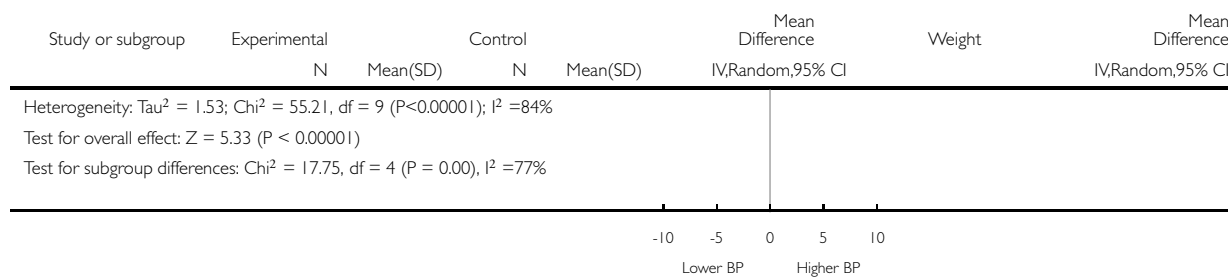 Study or subgroup Experimental Control Mean Difference Weight Mean Difference
N Mean(SD) N Mean(SD) IV,Random,95% CI IV,Random,95% CI
Heterogeneity: Tau² = 1.53; Chi² = 55.21, df = 9 (P<0.00001); I² =84%
Test for overall effect: Z = 5.33 (P < 0.00001)
Test for subgroup differences: Chi² = 17.75, df = 4 (P = 0.00), I² =77%
-10 -5 0 5 10
Lower BP Higher BP